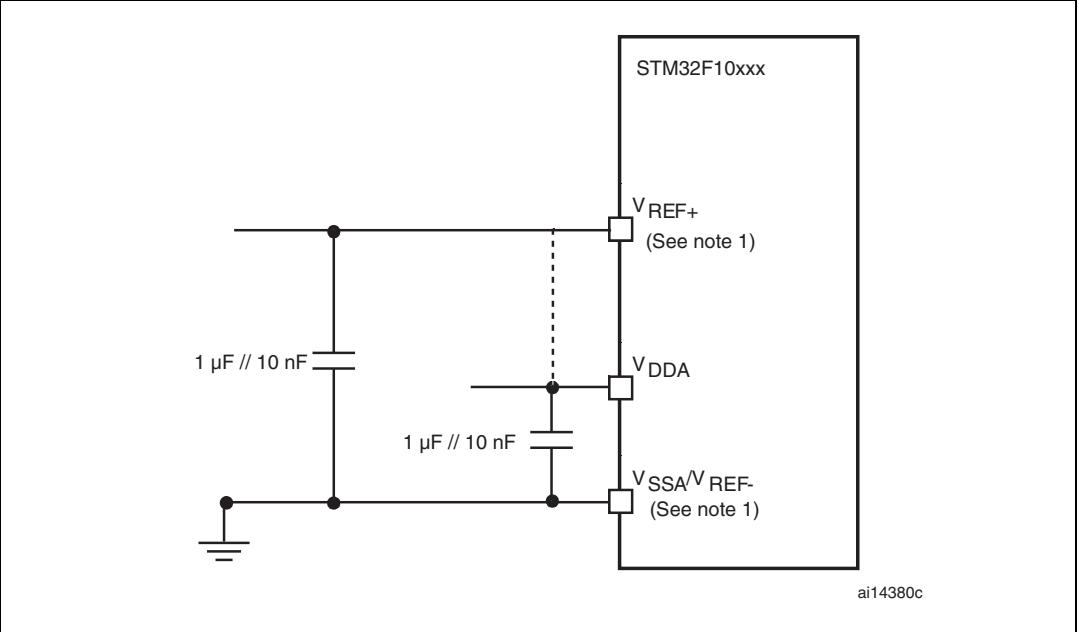 STM32F10xxx
VREF+
(See note 1)
VDDA
1 µF // 10 nF
1 µF // 10 nF
VSSA/VREF-
(See note 1)
ai14380c